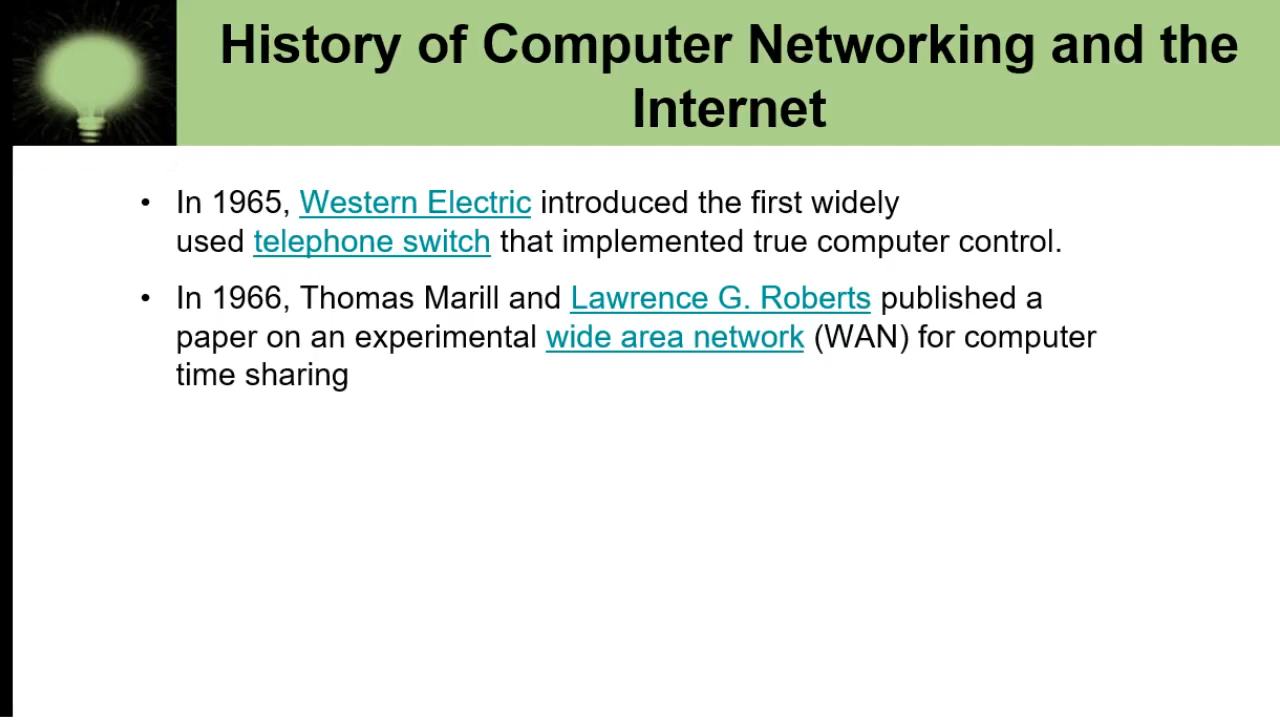 History of Computer Networking and the
Internet
• In 1965, Western Electric introduced the first widely
used telephone switch that implemented true computer control.
• In 1966, Thomas Marill and Lawrence G. Roberts published a
paper on an experimental wide area network (WAN) for computer
time sharing